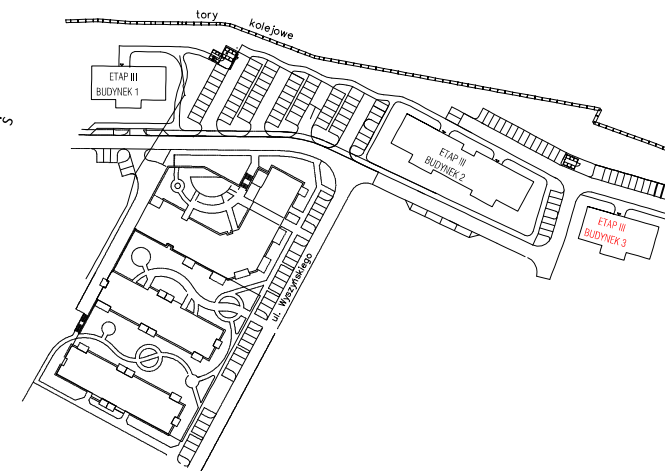 tory kolejowe
ETAP III
BUDYNEK 1
ETAP III
BUDYNEK 2
ETAP III
BUDYNEK 3
ul. Wyszyńskiego